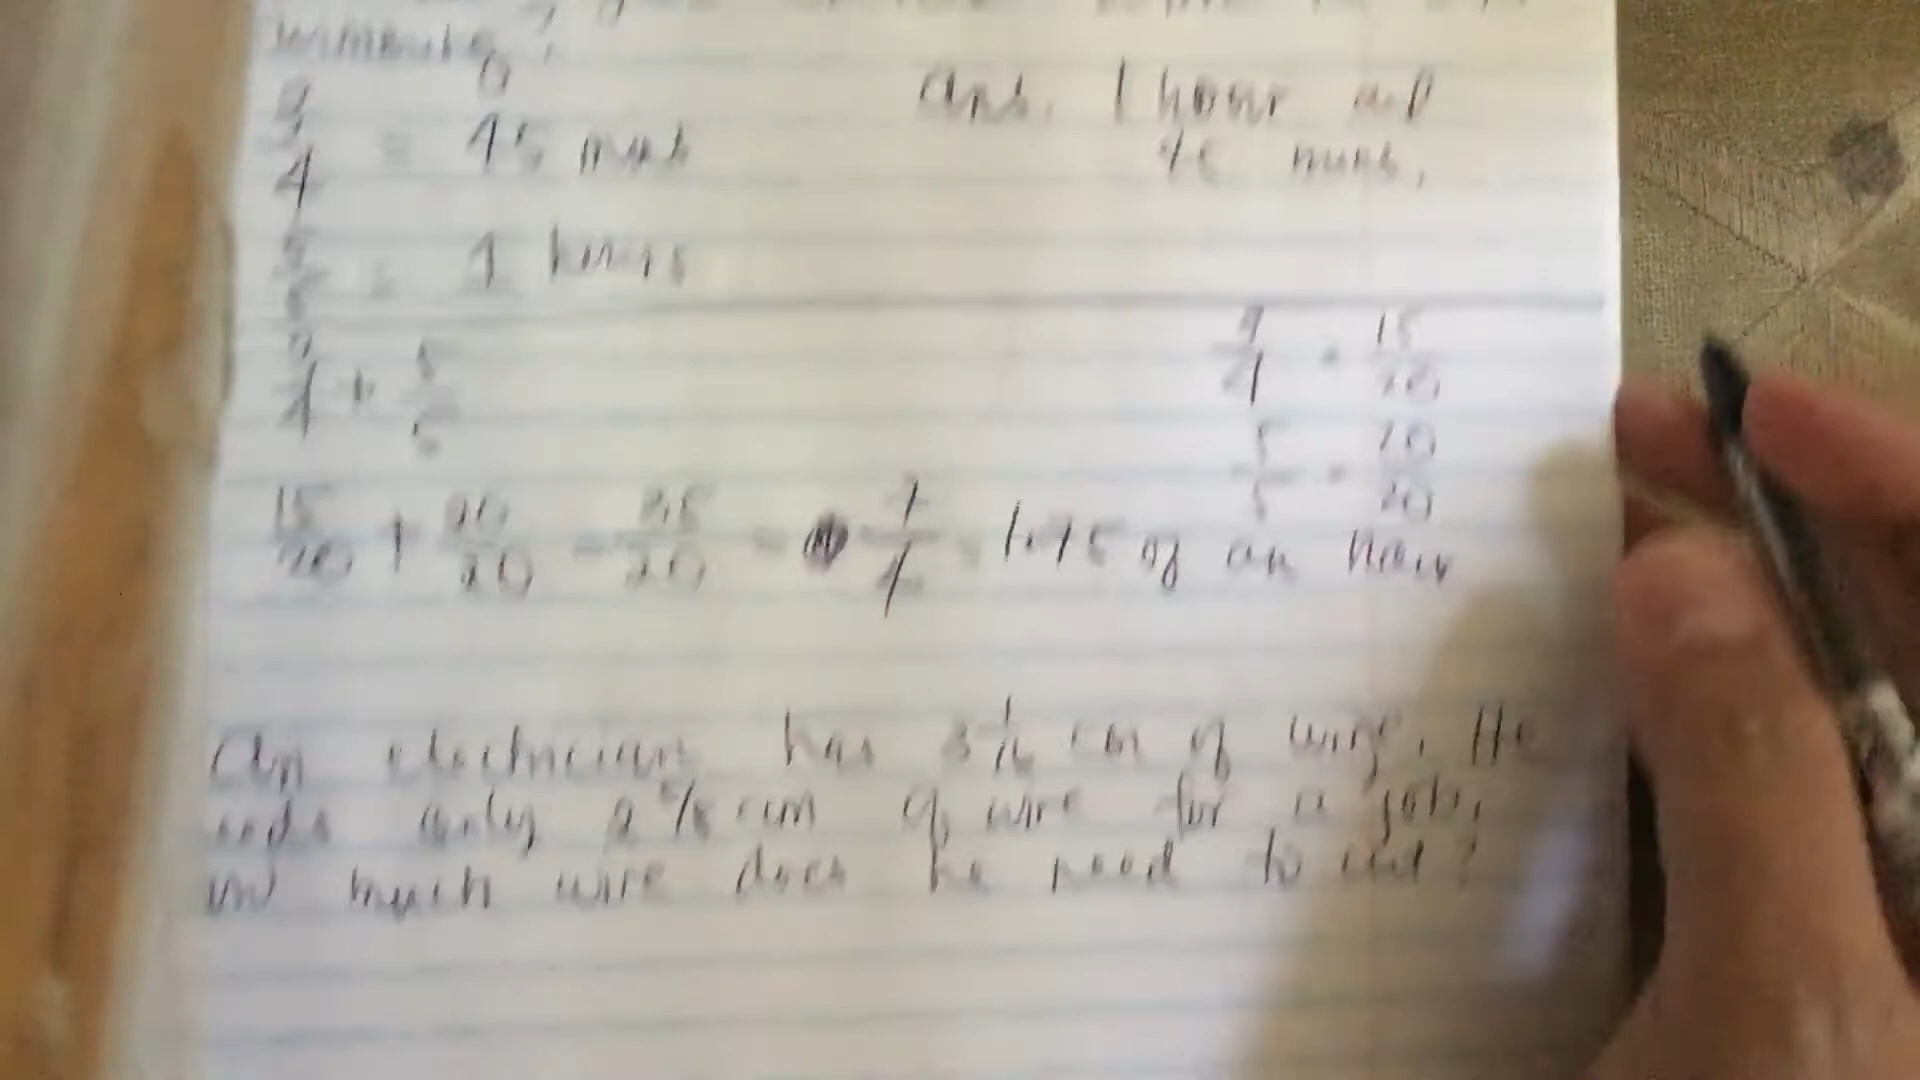 3/4 = 45 mins
Ans. 1 hour and
45 mins.
5/5 = 1 hours
3/4 + 5/5
3/4 = 15/20
5/5 = 20/20
15/20 + 20/20 = 35/20 = 7/4 = 1.75 of an hour
An electrician has 3 1/16 cm of wire. He
eeds only 2 5/8 cm of wire for a job,
ow much wire does he need to cut?